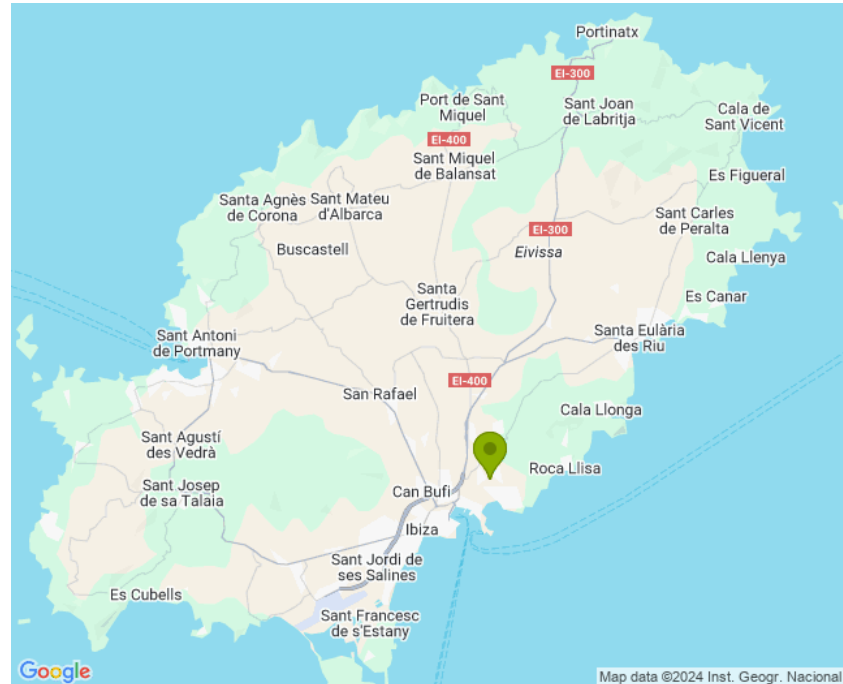 Portinatx
EI-300
Port de Sant
Miquel
Sant Joan
de Labritja
Cala de
Sant Vicent
EI-400
Sant Miquel
de Balansat
Es Figueral
Santa Agnès
de Corona
Sant Mateu
d'Albarca
Sant Carles
de Peralta
EI-300
Buscastell
Eivissa
Cala Llenya
Santa
Gertrudis
de Fruitera
Es Canar
Sant Antoni
de Portmany
Santa Eulària
des Riu
EI-400
San Rafael
Cala Llonga
Sant Agustí
des Vedrà
Roca Llisa
Sant Josep
de sa Talaia
Can Bufi
Ibiza
Sant Jordi de
ses Salines
Es Cubells
Sant Francesc
de s'Estany
Google
Map data ©2024 Inst. Geogr. Nacional